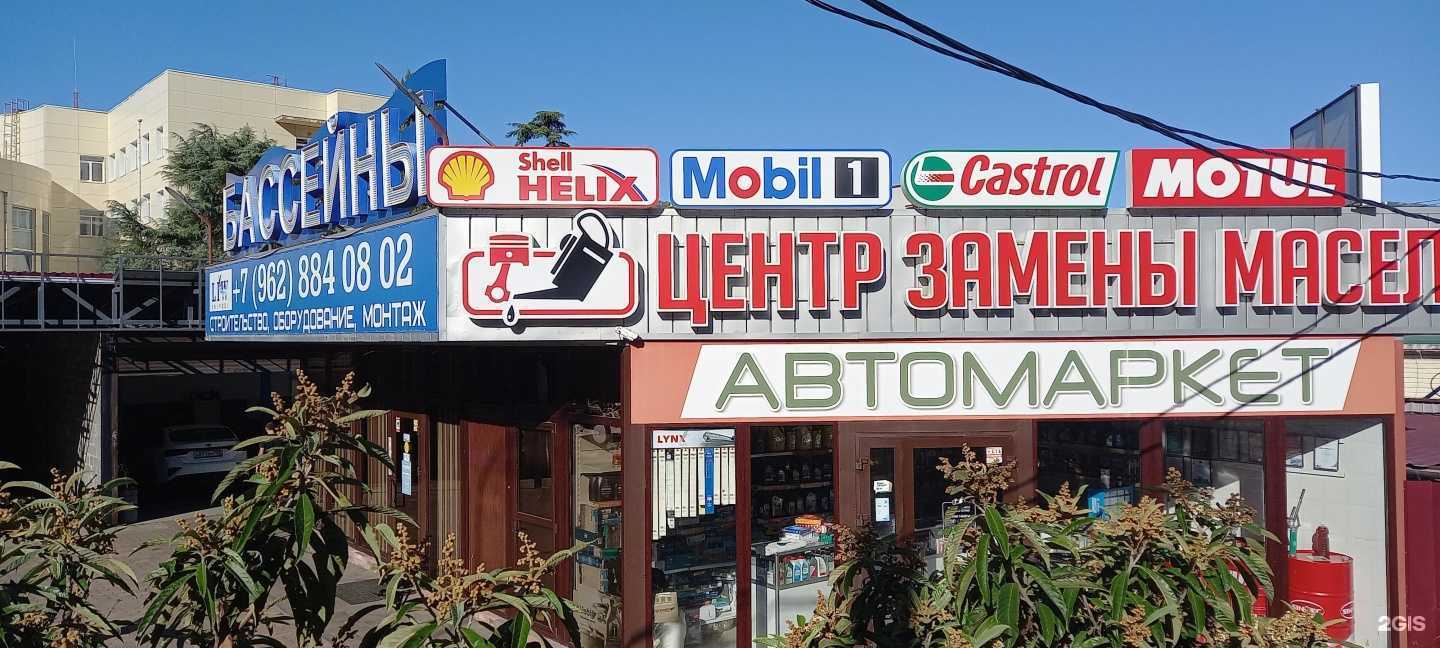 БАССЕЙНЫ
+7 (962) 884 08 02
СТРОИТЕЛЬСТВО, ОБОРУДОВАНИЕ, МОНТАЖ
Shell
HELIX
Mobil 1
Castrol
MOTUL
ЦЕНТР ЗАМЕНЫ МАСЕЛ
АВТОМАРКЕТ
LYNX
2GIS